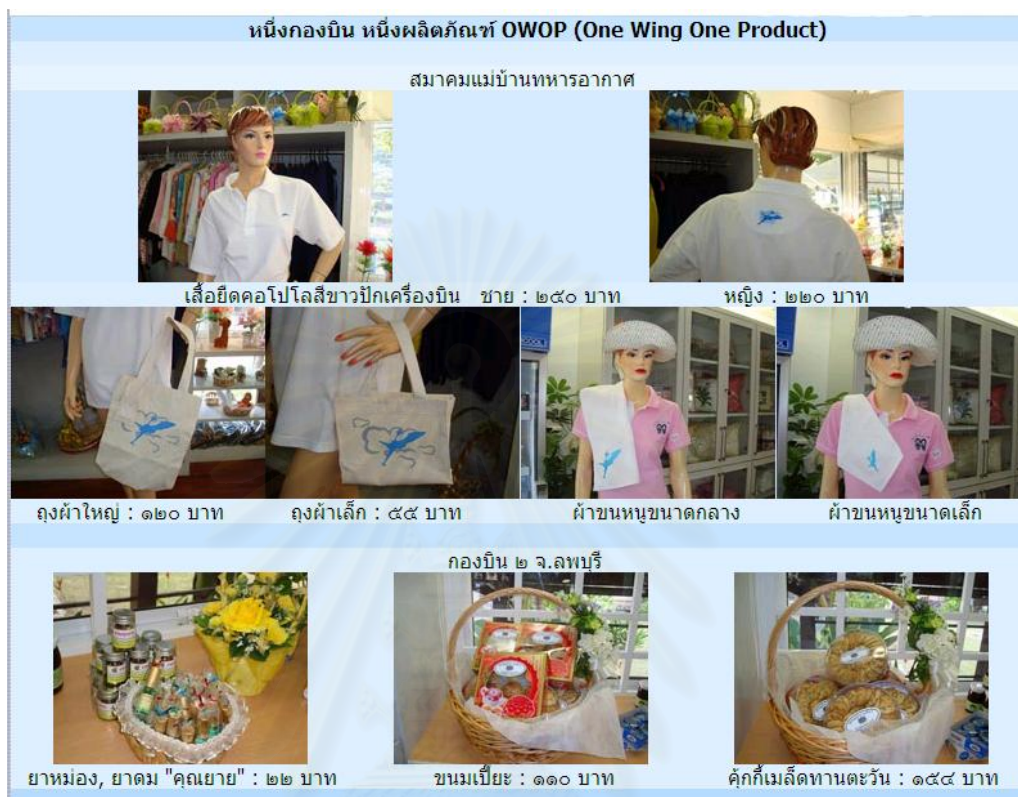 หนึ่งกองบิน หนึ่งผลิตภัณฑ์ OWOP (One Wing One Product)
สมาคมแม่บ้านทหารอากาศ
เสื้อยืดคอโปโลสีขาวปักเครื่องบิน ชาย : ๒๕๐ บาท หญิง : ๒๒๐ บาท
ถุงผ้าใหญ่ : ๑๒๐ บาท ถุงผ้าเล็ก : ๕๕ บาท ผ้าขนหนูขนาดกลาง ผ้าขนหนูขนาดเล็ก
กองบิน ๒ จ.ลพบุรี
ยาหม่อง, ยาดม "คุณยาย" : ๒๒ บาท ขนมเปี๊ยะ : ๑๑๐ บาท คุ้กกี้เมล็ดทานตะวัน : ๑๕๔ บาท